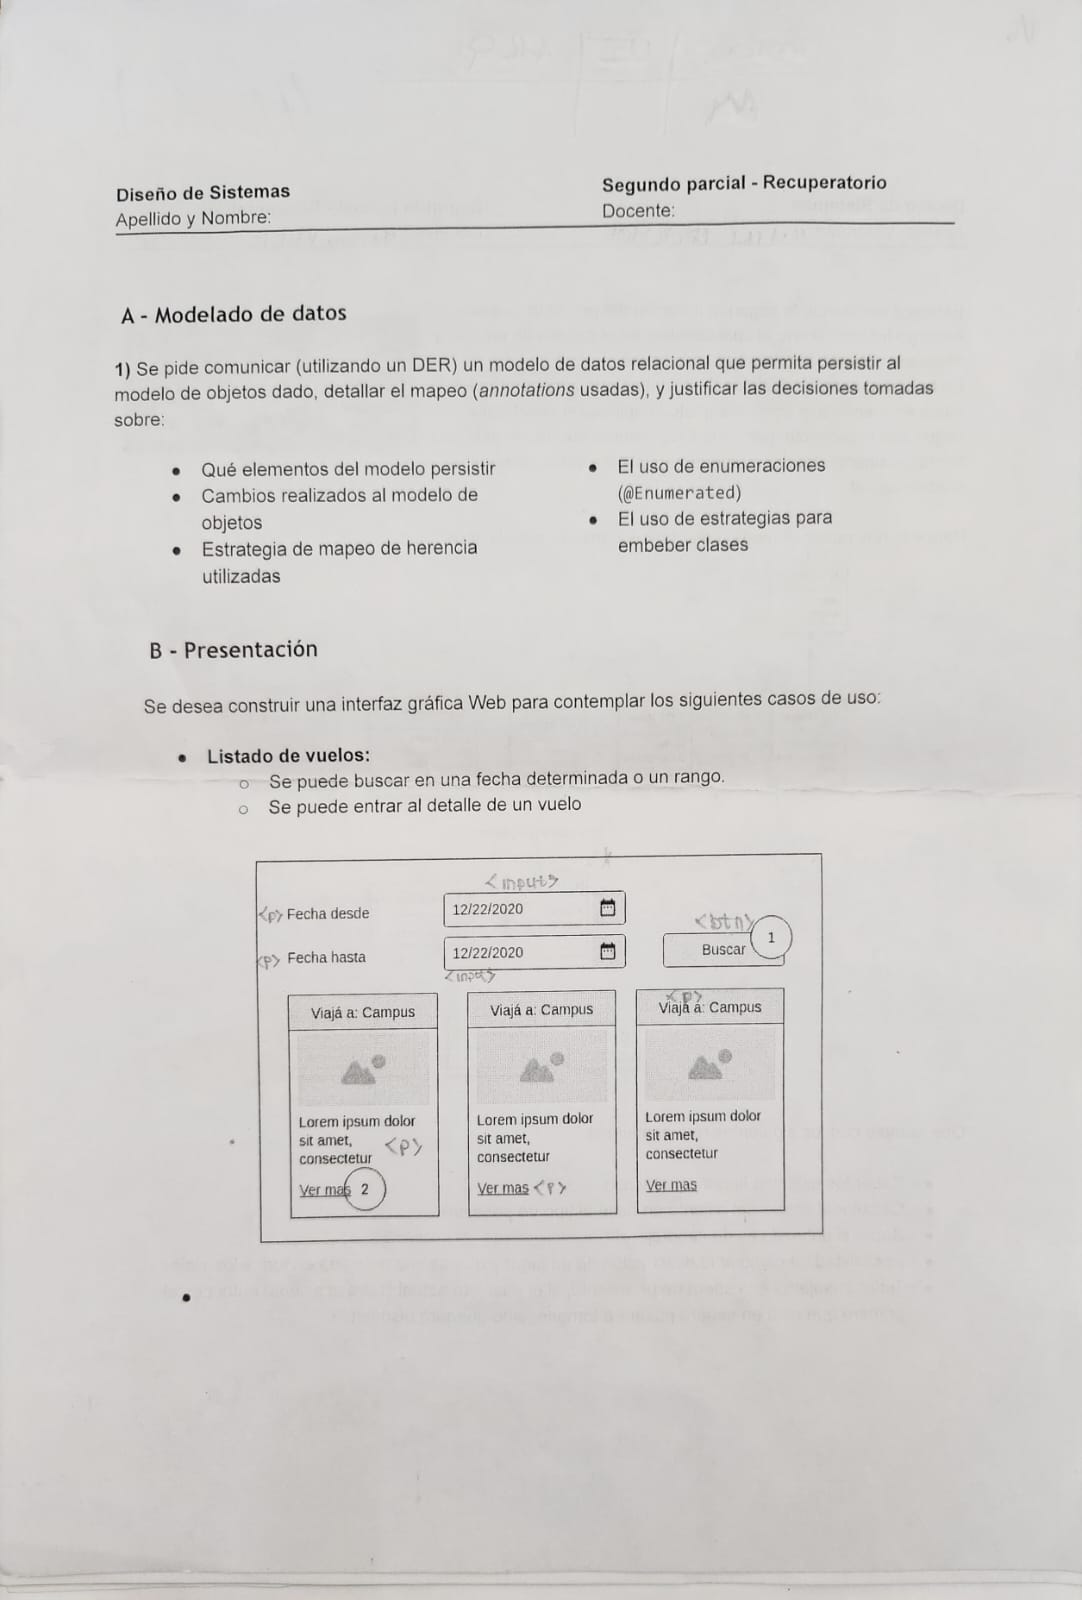 Diseño de Sistemas
Segundo parcial - Recuperatorio
Apellido y Nombre:
Docente:
A - Modelado de datos
1) Se pide comunicar (utilizando un DER) un modelo de datos relacional que permita persistir al
modelo de objetos dado, detallar el mapeo (annotations usadas), y justificar las decisiones tomadas
sobre:
● Qué elementos del modelo persistir
● Cambios realizados al modelo de
objetos
● Estrategia de mapeo de herencia
utilizadas
● El uso de enumeraciones
(@Enumerated)
● El uso de estrategias para
embeber clases
B - Presentación
Se desea construir una interfaz gráfica Web para contemplar los siguientes casos de uso:
● Listado de vuelos:
○ Se puede buscar en una fecha determinada o un rango.
○ Se puede entrar al detalle de un vuelo
<input>
<p> Fecha desde
12/22/2020
<btn>
1
Buscar
<p> Fecha hasta
12/22/2020
<input>
<p>
Viajá a: Campus
Viajá a: Campus
Viajá a: Campus
Lorem ipsum dolor
sit amet,
consectetur
<p>
Ver mas
2
Lorem ipsum dolor
sit amet,
consectetur
Ver mas <p>
Lorem ipsum dolor
sit amet,
consectetur
Ver mas
●